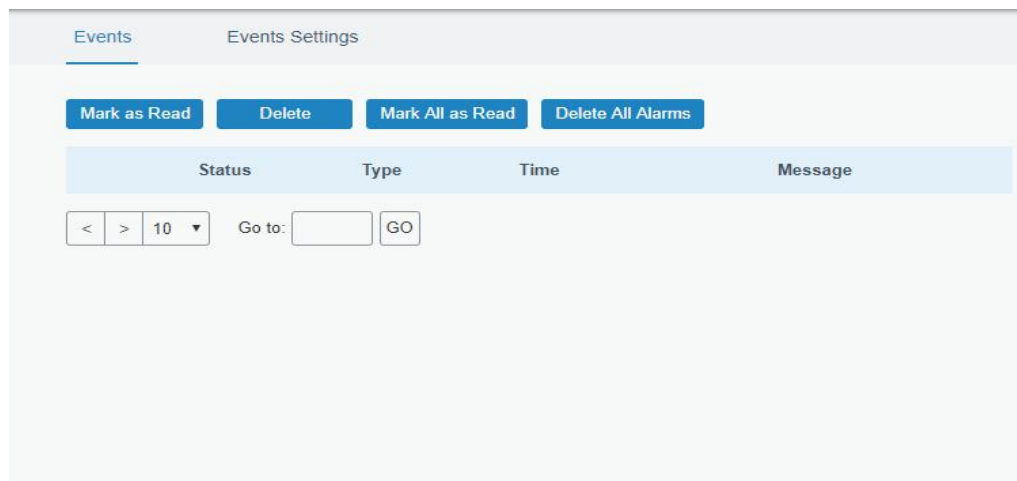 Events Events Settings
Mark as Read Delete Mark All as Read Delete All Alarms
Status Type Time Message
< > 10 ▼ Go to: GO